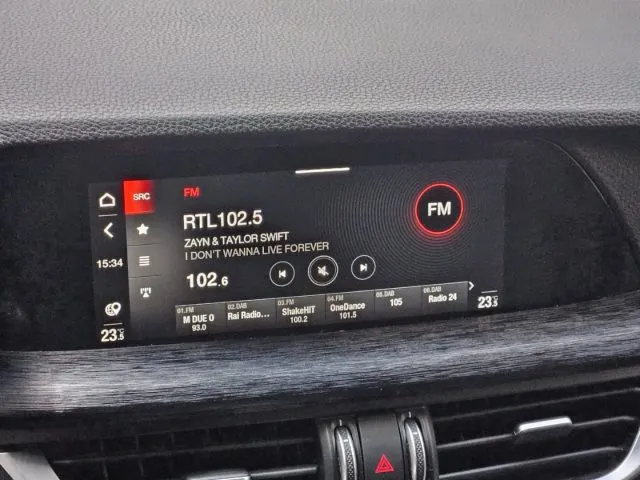 SRC
FM
RTL102.5
ZAYN & TAYLOR SWIFT
I DON'T WANNA LIVE FOREVER
FM
15:34
102.6
01.FM
M DUE O
93.0
02.DAB
Rai Radio...
03.FM
ShakeHIT
100.2
04.FM
OneDance
101.5
05.DAB
105
06.DAB
Radio 24
23.5
23.5